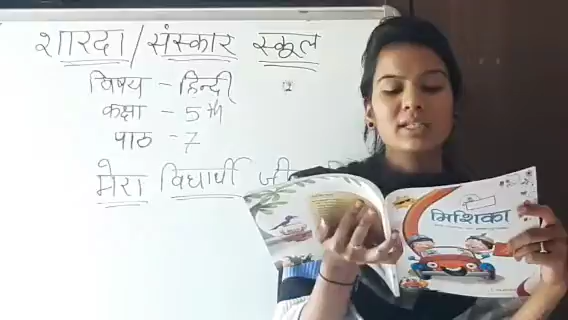 शारदा/संस्कार स्कूल
विषय - हिन्दी
कक्षा - 5th
पाठ - 7
मेरा विद्यार्थी
मिशिका